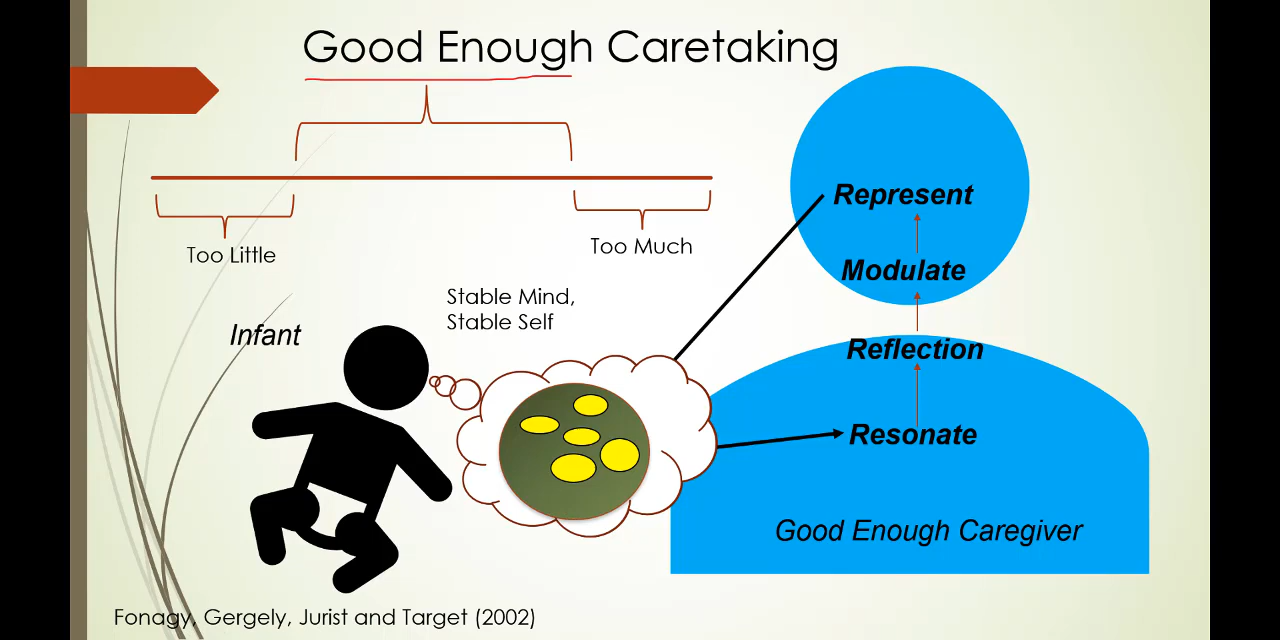 Good Enough Caretaking
Too Little
Too Much
Represent
Modulate
Stable Mind,
Stable Self
Infant
Reflection
Resonate
Good Enough Caregiver
Fonagy, Gergely, Jurist and Target (2002)